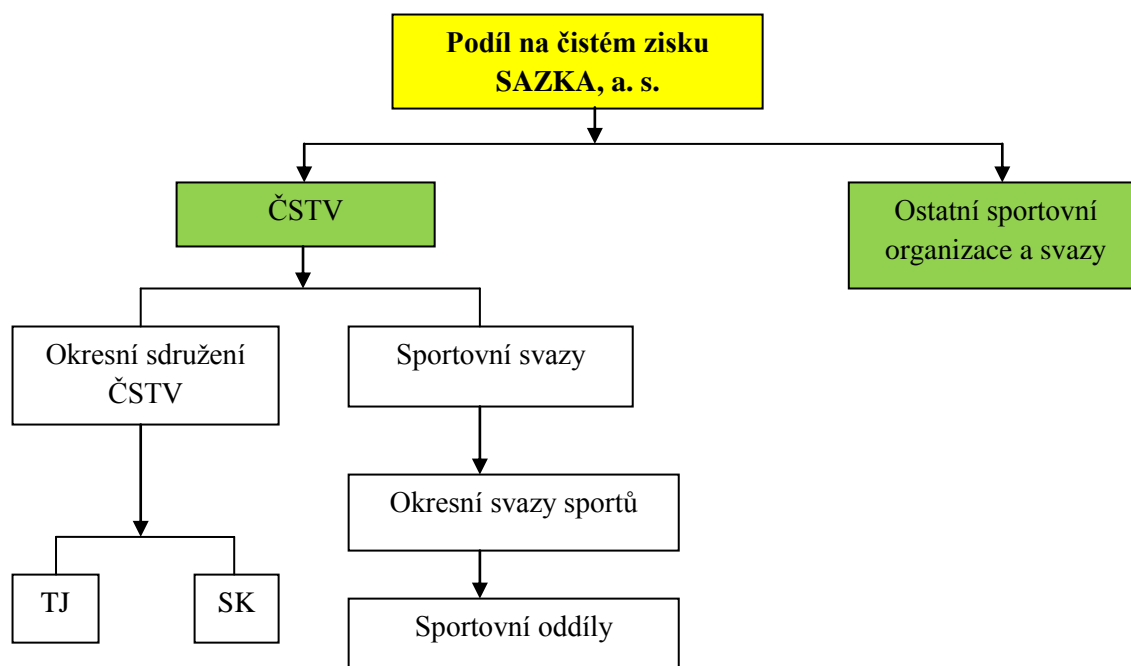 Podíl na čistém zisku
SAZKA, a. s.
ČSTV
Ostatní sportovní
organizace a svazy
Okresní sdružení
ČSTV
Sportovní svazy
Okresní svazy sportů
TJ
SK
Sportovní oddíly